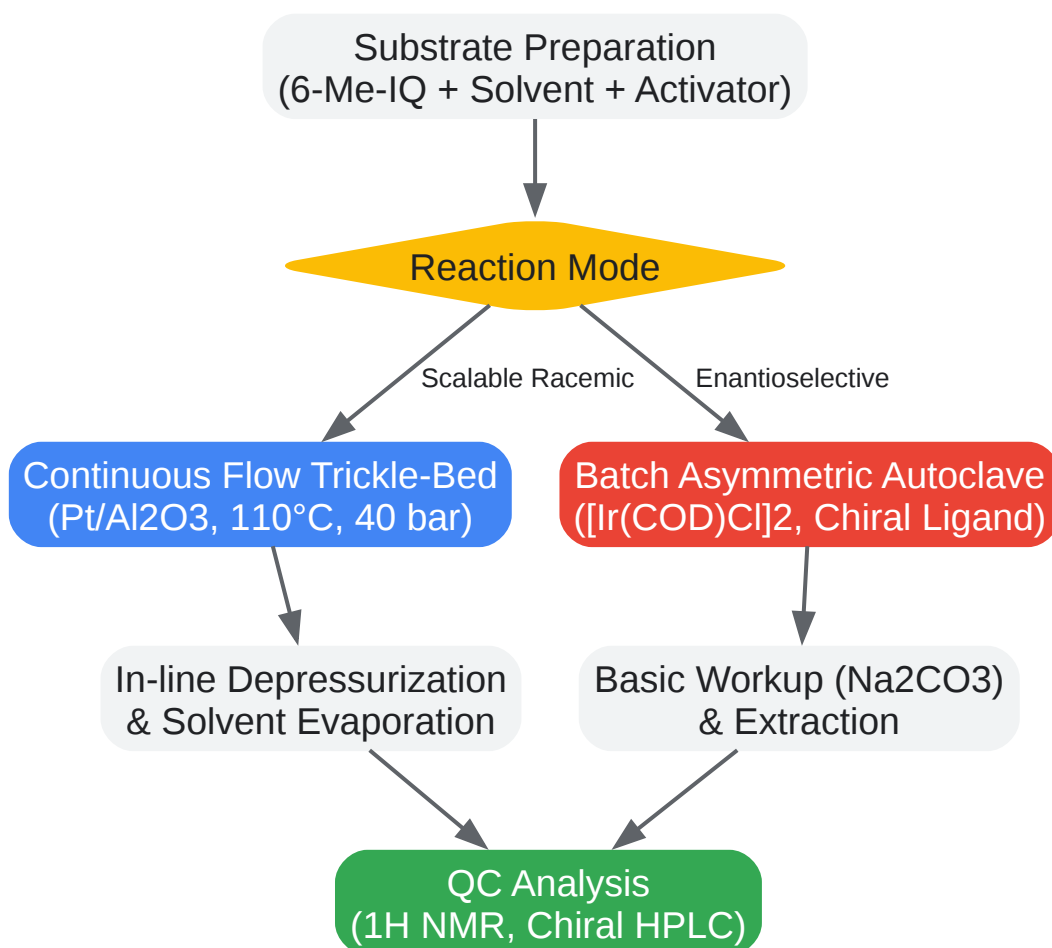 Substrate Preparation
(6-Me-IQ + Solvent + Activator)
Reaction Mode
Scalable Racemic
Enantioselective
Continuous Flow Trickle-Bed
(Pt/Al2O3, 110°C, 40 bar)
Batch Asymmetric Autoclave
([Ir(COD)Cl]2, Chiral Ligand)
In-line Depressurization
& Solvent Evaporation
Basic Workup (Na2CO3)
& Extraction
QC Analysis
(1H NMR, Chiral HPLC)